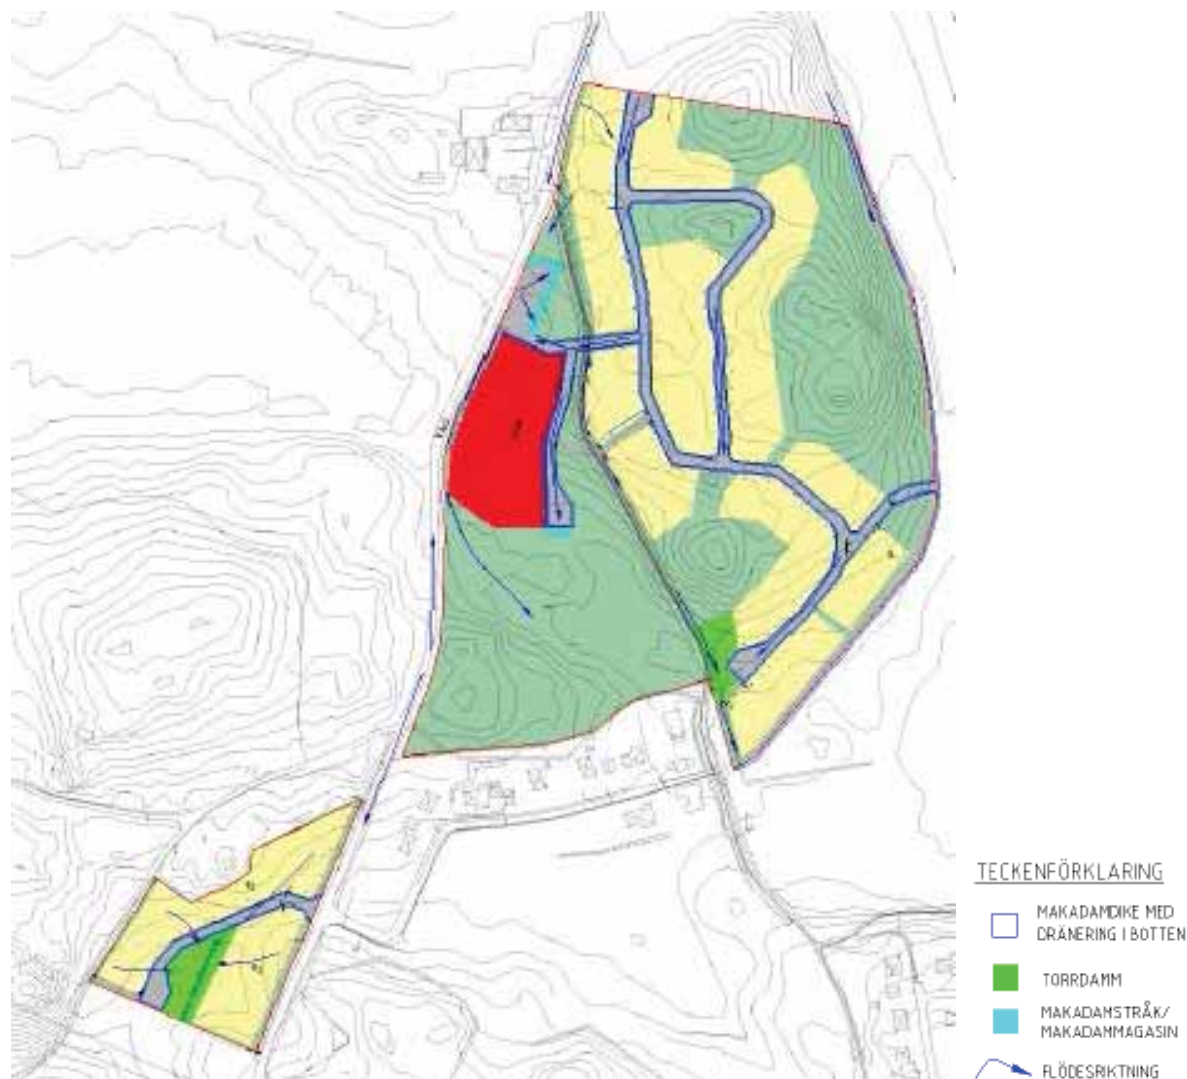 TECKENFÖRKLARING
MAKADAMDIKE MED
DRÄNERING I BOTTEN
TORRDAMM
MAKADAMSTRÅK/
MAKADAMMAGASIN
FLÖDESRIKTNING